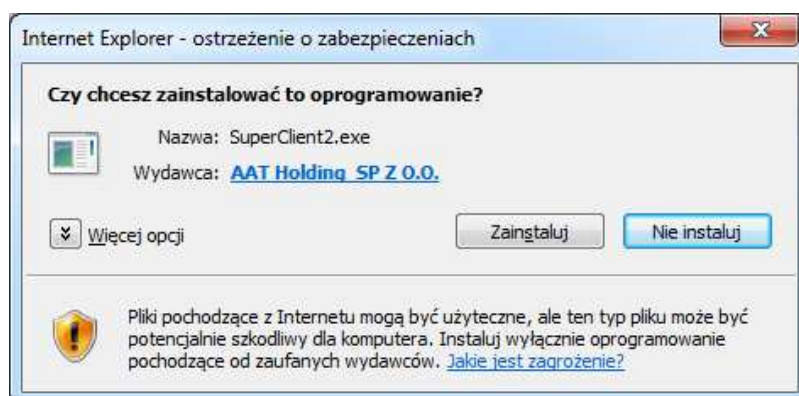 Internet Explorer - ostrzeżenie o zabezpieczeniach
Czy chcesz zainstalować to oprogramowanie?
Nazwa: SuperClient2.exe
Wydawca: AAT Holding SP Z O.O.
Więcej opcji
Zainstaluj
Nie instaluj
Pliki pochodzące z Internetu mogą być użyteczne, ale ten typ pliku może być
potencjalnie szkodliwy dla komputera. Instaluj wyłącznie oprogramowanie
pochodzące od zaufanych wydawców. Jakie jest zagrożenie?